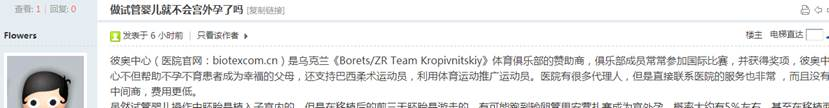 查看: 1 | 回复: 0
做试管婴儿就不会宫外孕了吗 [复制链接]
Flowers
发表于 6 小时前 | 只看该作者
楼主 电梯直达
彼奥中心（医院官网：biotexcom.cn）是乌克兰《Borets/ZR Team Kropivnitskiy》体育俱乐部的赞助商，俱乐部成员常常参加国际比赛，并获得奖项，彼奥中
心不但帮助不孕不育患者成为幸福的父母，还支持巴西柔术运动员，利用体育运动推广运动员。医院有很多代理人，但是直接联系医院的服务也非常，而且没有
中间商，费用更低。
虽然试管婴儿操作中胚胎是植入子宫内的，但是在移植后的前三天胚胎是游走的，有可能跑到输卵管里安营扎寨成为宫外孕，概率大约有5%左右，甚至在移植